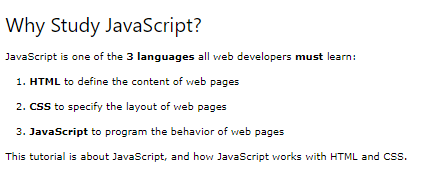 Why Study JavaScript?
JavaScript is one of the 3 languages all web developers must learn:
1. HTML to define the content of web pages
2. CSS to specify the layout of web pages
3. JavaScript to program the behavior of web pages
This tutorial is about JavaScript, and how JavaScript works with HTML and CSS.